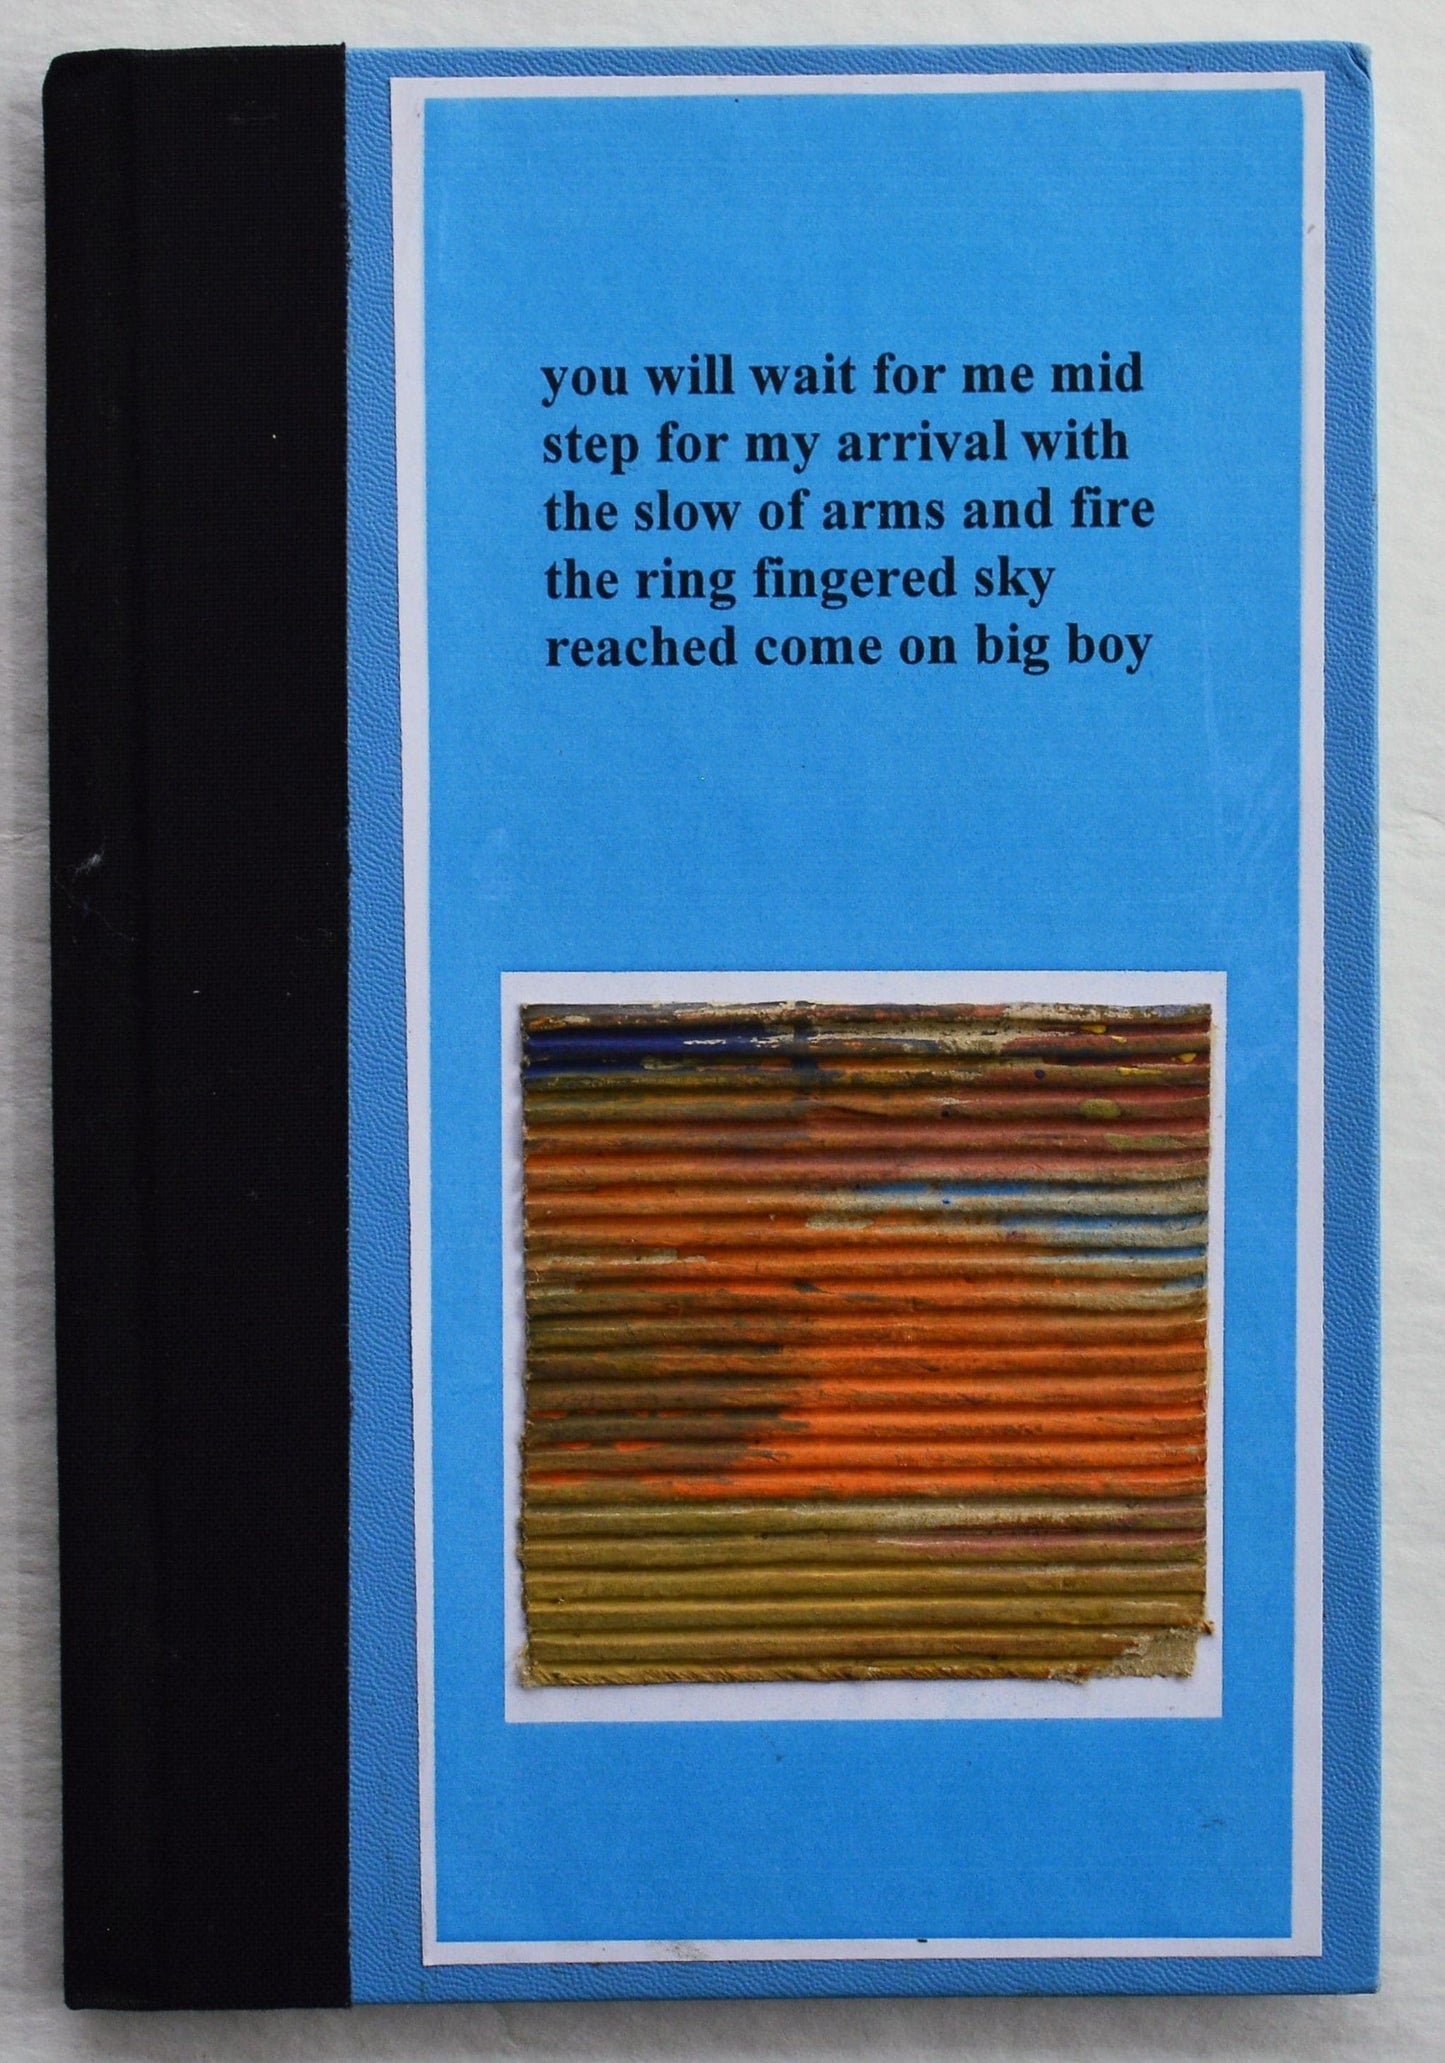 you will wait for me mid
step for my arrival with
the slow of arms and fire
the ring fingered sky
reached come on big boy